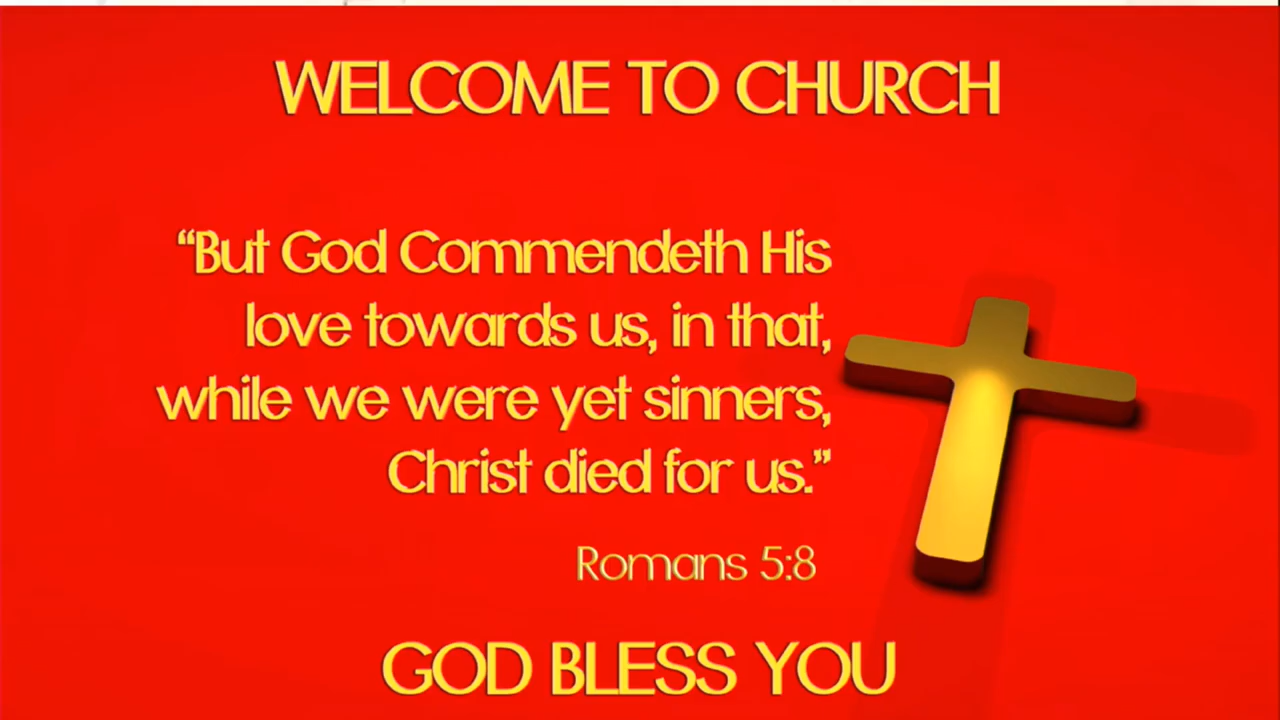 WELCOME TO CHURCH
“But God Commendeth His
love towards us, in that,
while we were yet sinners,
Christ died for us.”
Romans 5:8
GOD BLESS YOU